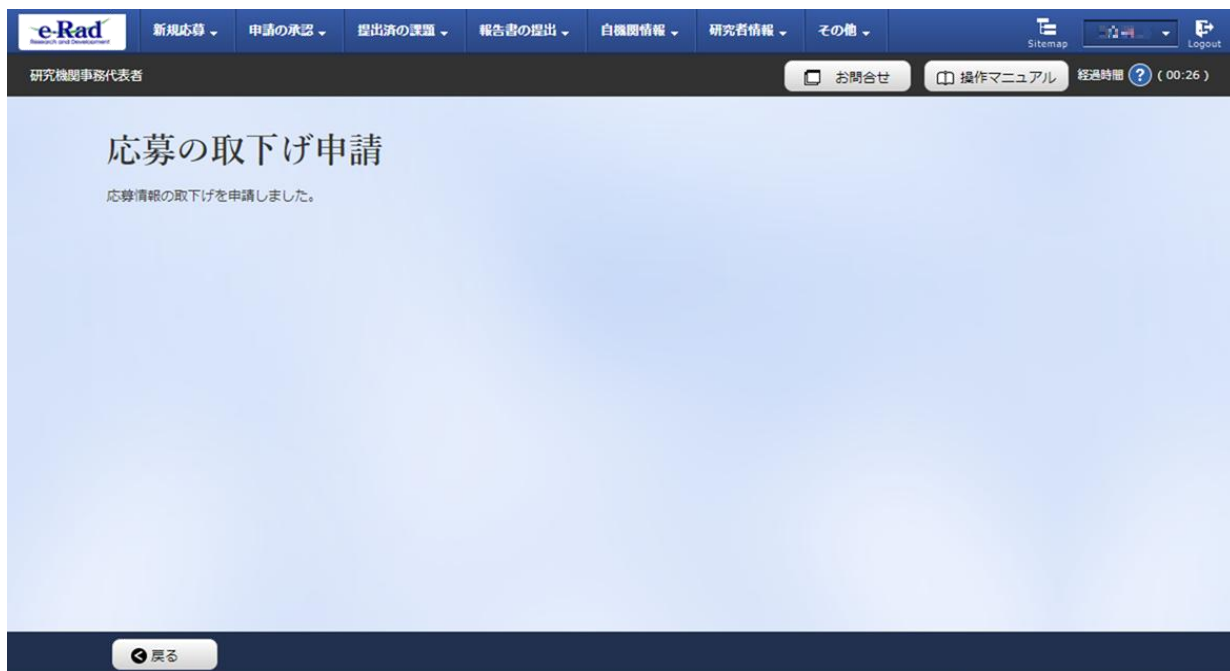 e-Rad
Research and Development
新規応募
申請の承認
提出済の課題
報告書の提出
自機関情報
研究者情報
その他
Sitemap
Logout
研究機関事務代表者
お問合せ
操作マニュアル
経過時間 ? ( 00:26 )
応募の取下げ申請
応募情報の取下げを申請しました。
戻る